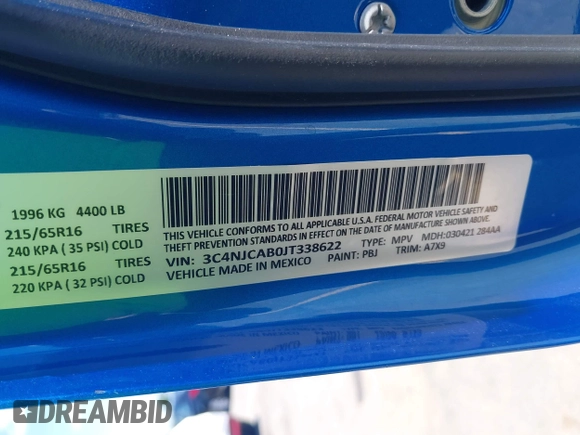 1996 KG 4400 LB
215/65R16 TIRES
240 KPA ( 35 PSI) COLD
215/65R16 TIRES
220 KPA ( 32 PSI) COLD
THIS VEHICLE CONFORMS TO ALL APPLICABLE U.S.A. FEDERAL MOTOR VEHICLE SAFETY AND
THEFT PREVENTION STANDARDS IN EFFECT ON THE DATE OF MANUFACTURE SHOWN ABOVE.
VIN: 3C4NJCAB0JT338622 TYPE: MPV MDH:030421 284AA
VEHICLE MADE IN MEXICO PAINT: PBJ TRIM: A7X9
DREAMBID